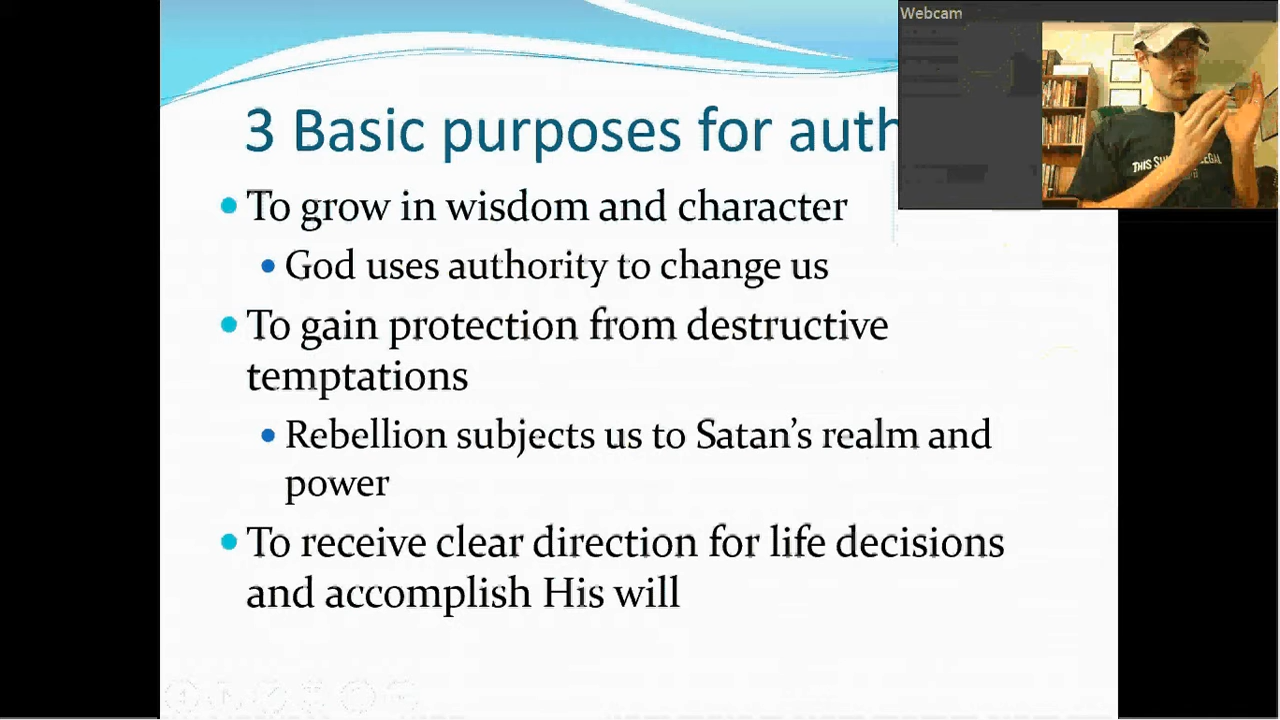 Webcam
3 Basic purposes for auth
To grow in wisdom and character
God uses authority to change us
To gain protection from destructive
temptations
Rebellion subjects us to Satan's realm and
power
To receive clear direction for life decisions
and accomplish His will
THIS